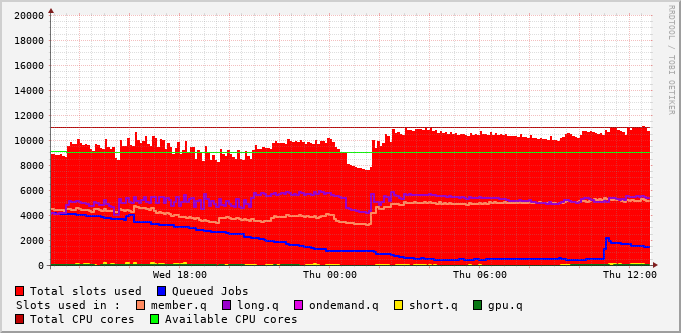 20000
18000
16000
14000
12000
10000
8000
6000
4000
2000
0
Wed 18:00 Thu 00:00 Thu 06:00 Thu 12:00
Total slots used Queued Jobs
Slots used in : member.q long.q ondemand.q short.q gpu.q
Total CPU cores Available CPU cores
RRDTOOL / TOBI OETIKER